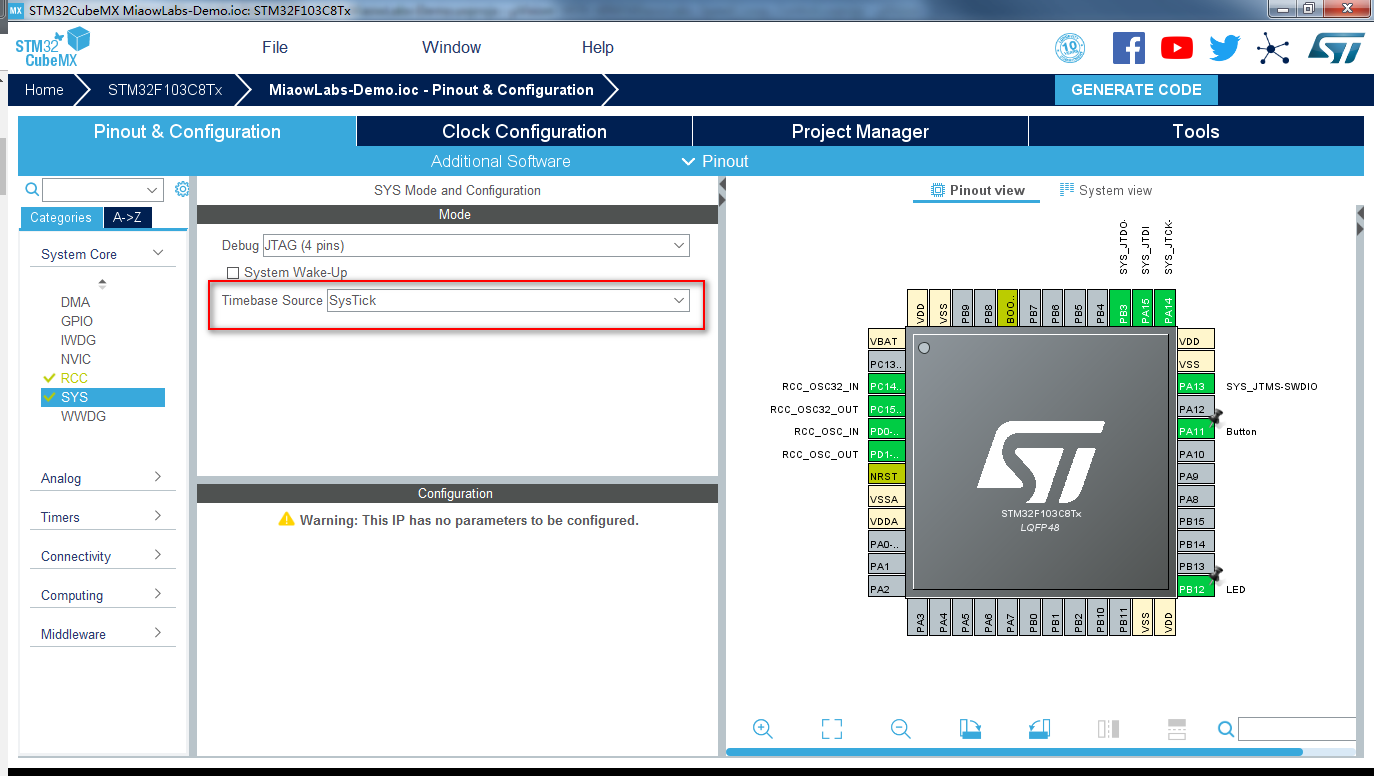 MX STM32CubeMX MiaowLabs-Demo.ioc: STM32F103C8Tx
STM32
CubeMX
File Window Help
10
ST
Home STM32F103C8Tx MiaowLabs-Demo.ioc - Pinout & Configuration GENERATE CODE
Pinout & Configuration Clock Configuration Project Manager Tools
Additional Software Pinout
Categories A->Z
System Core
DMA
GPIO
IWDG
NVIC
RCC
SYS
WWDG
Analog
Timers
Connectivity
Computing
Middleware
SYS Mode and Configuration
Mode
Debug JTAG (4 pins)
System Wake-Up
Timebase Source SysTick
Configuration
Warning: This IP has no parameters to be configured.
Pinout view System view
SYS_JTDO-
SYS_JTDI
SYS_JTCK-
VDD
VSS
PB9
PB8
BOO..
PB7
PB6
PB5
PB4
PB3
PA15
PA14
VBAT
PC13..
RCC_OSC32_IN PC14..
RCC_OSC32_OUT PC15..
RCC_OSC_IN PD0-..
RCC_OSC_OUT PD1-..
NRST
VSSA
VDDA
PA0-..
PA1
PA2
ST
STM32F103C8Tx
LQFP48
VDD
VSS
PA13 SYS_JTMS-SWDIO
PA12
PA11 Button
PA10
PA9
PA8
PB15
PB14
PB13
PB12 LED
PA3
PA4
PA5
PA6
PA7
PB0
PB1
PB2
PB10
PB11
VSS
VDD